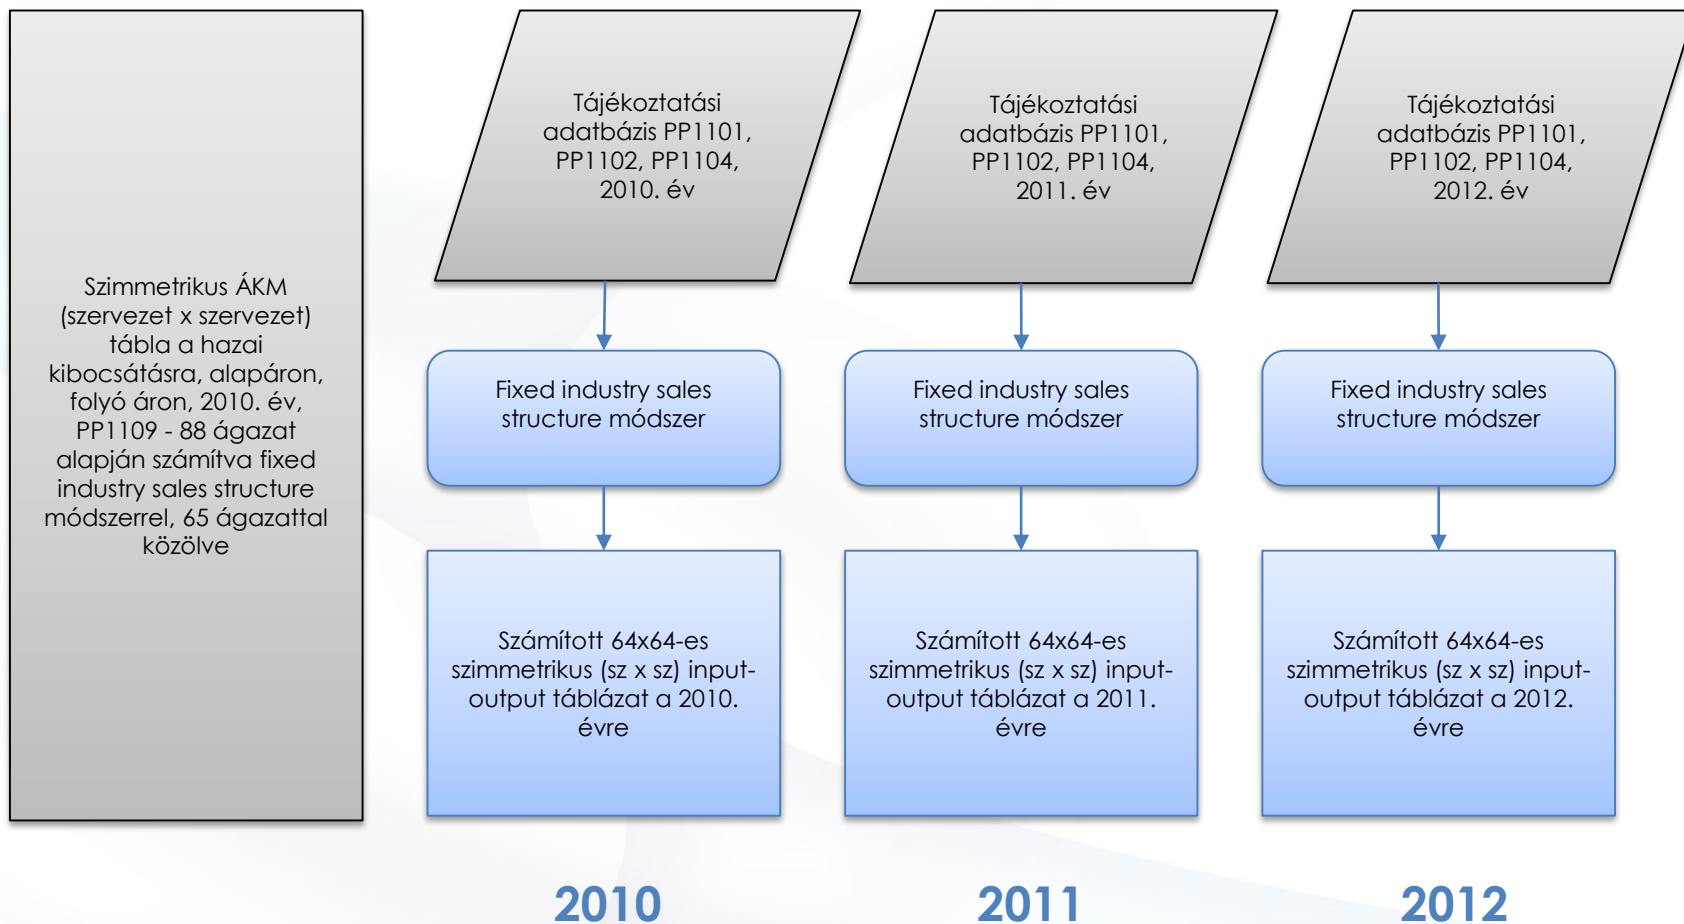 Szimmetrikus ÁKM
(szervezet x szervezet)
tábla a hazai
kibocsátásra, alapáron,
folyó áron, 2010. év,
PP1109 - 88 ágazat
alapján számítva fixed
industry sales structure
módszerrel, 65 ágazattal
közölve
Tájékoztatási
adatbázis PP1101,
PP1102, PP1104,
2010. év
Fixed industry sales
structure módszer
Számított 64x64-es
szimmetrikus (sz x sz) input-
output táblázat a 2010.
évre
2010
Tájékoztatási
adatbázis PP1101,
PP1102, PP1104,
2011. év
Fixed industry sales
structure módszer
Számított 64x64-es
szimmetrikus (sz x sz) input-
output táblázat a 2011.
évre
2011
Tájékoztatási
adatbázis PP1101,
PP1102, PP1104,
2012. év
Fixed industry sales
structure módszer
Számított 64x64-es
szimmetrikus (sz x sz) input-
output táblázat a 2012.
évre
2012